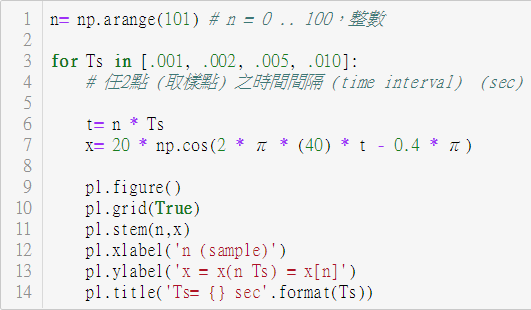 1 n= np.arange(101) # n = 0 .. 100，整數
2
3 for Ts in [.001, .002, .005, .010]:
4     # 任2點 (取樣點) 之時間間隔 (time interval) (sec)
5
6     t= n * Ts
7     x= 20 * np.cos(2 * π * (40) * t - 0.4 * π)
8
9     pl.figure()
10     pl.grid(True)
11     pl.stem(n,x)
12     pl.xlabel('n (sample)')
13     pl.ylabel('x = x(n Ts) = x[n]')
14     pl.title('Ts= {} sec'.format(Ts))